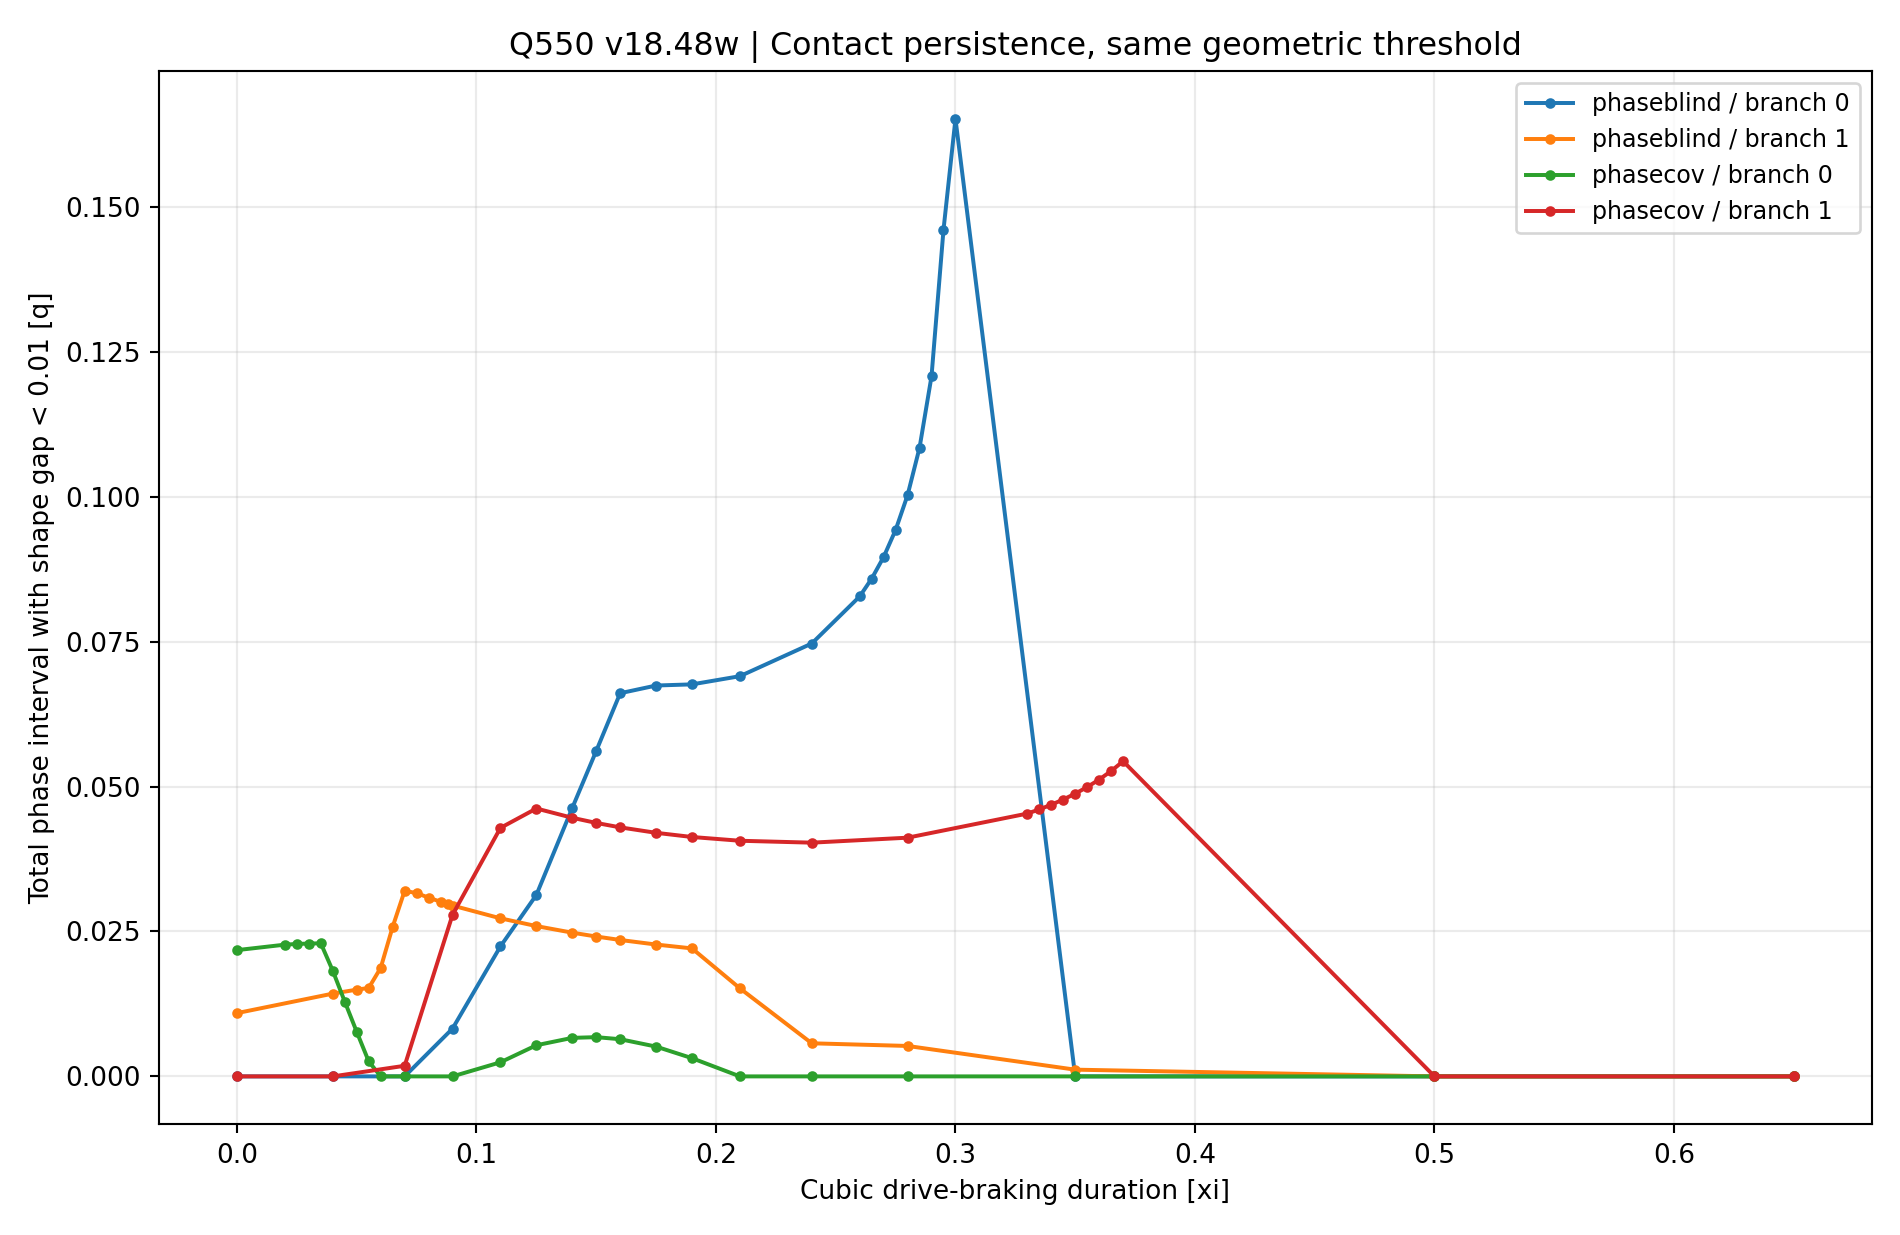 Q550 v18.48w | Contact persistence, same geometric threshold
phaseblind / branch 0
phaseblind / branch 1
phasecov / branch 0
phasecov / branch 1
Total phase interval with shape gap < 0.01 [q]
0.150
0.125
0.100
0.075
0.050
0.025
0.000
0.0 0.1 0.2 0.3 0.4 0.5 0.6
Cubic drive-braking duration [xi]